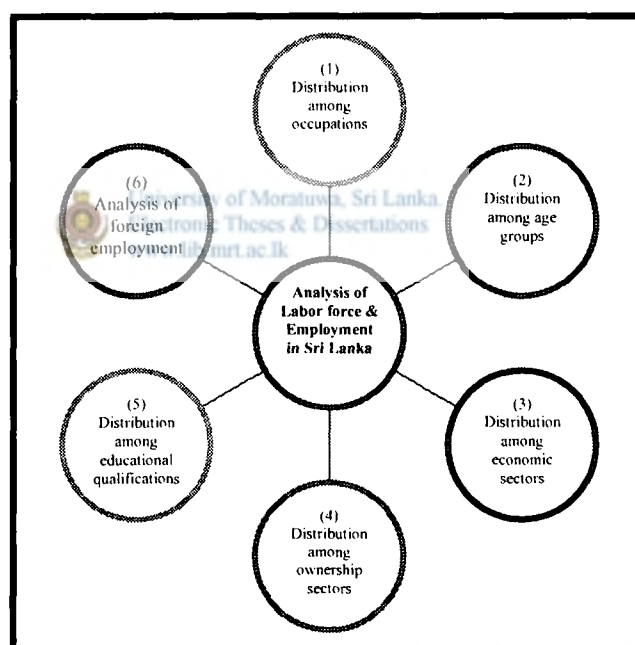 (1)
Distribution
among
occupations
(2)
Distribution
among age
groups
(3)
Distribution
among
economic
sectors
(4)
Distribution
among
ownership
sectors
(5)
Distribution
among
educational
qualifications
(6)
Analysis of
foreign
employment
Analysis of
Labor force &
Employment
in Sri Lanka
University of Moratuwa, Sri Lanka.
Electronic Theses & Dissertations